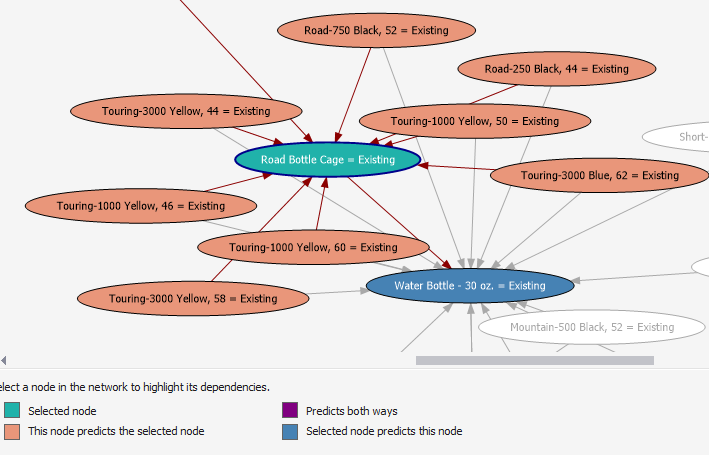 Road-750 Black, 52 = Existing
Road-250 Black, 44 = Existing
Touring-3000 Yellow, 44 = Existing
Touring-1000 Yellow, 50 = Existing
Short-
Road Bottle Cage = Existing
Touring-3000 Blue, 62 = Existing
Touring-1000 Yellow, 46 = Existing
Touring-1000 Yellow, 60 = Existing
Water Bottle - 30 oz. = Existing
Touring-3000 Yellow, 58 = Existing
Mountain-500 Black, 52 = Existing
elect a node in the network to highlight its dependencies.
Selected node
Predicts both ways
This node predicts the selected node
Selected node predicts this node